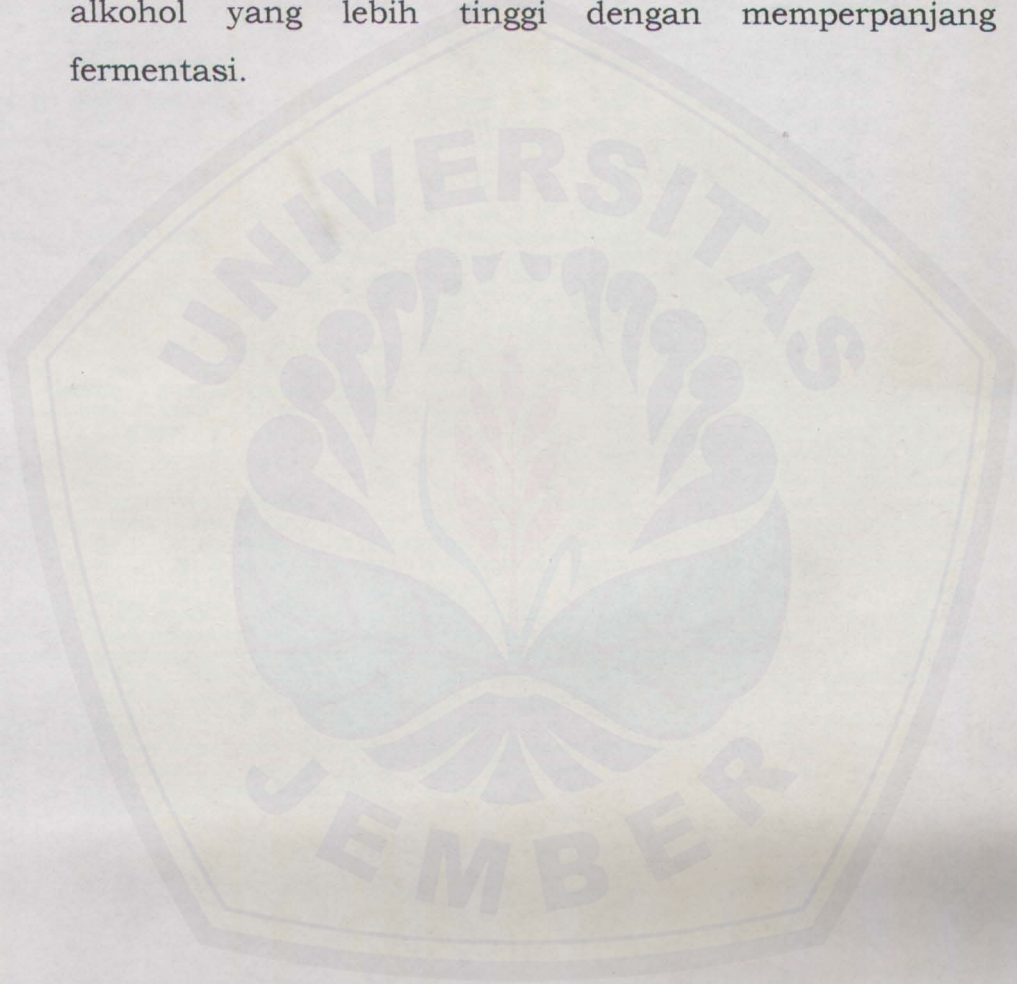 alkohol yang lebih tinggi dengan memperpanjang
fermentasi.
UNIVERSITAS
JEMBER